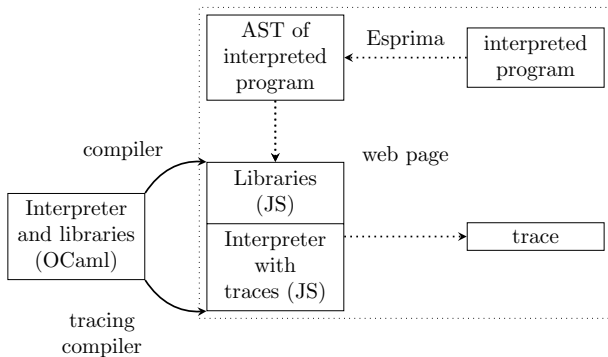 AST of
interpreted
program
Esprima
interpreted
program
compiler
web page
Libraries
(JS)
Interpreter
and libraries
(OCaml)
Interpreter
with
traces (JS)
trace
tracing
compiler